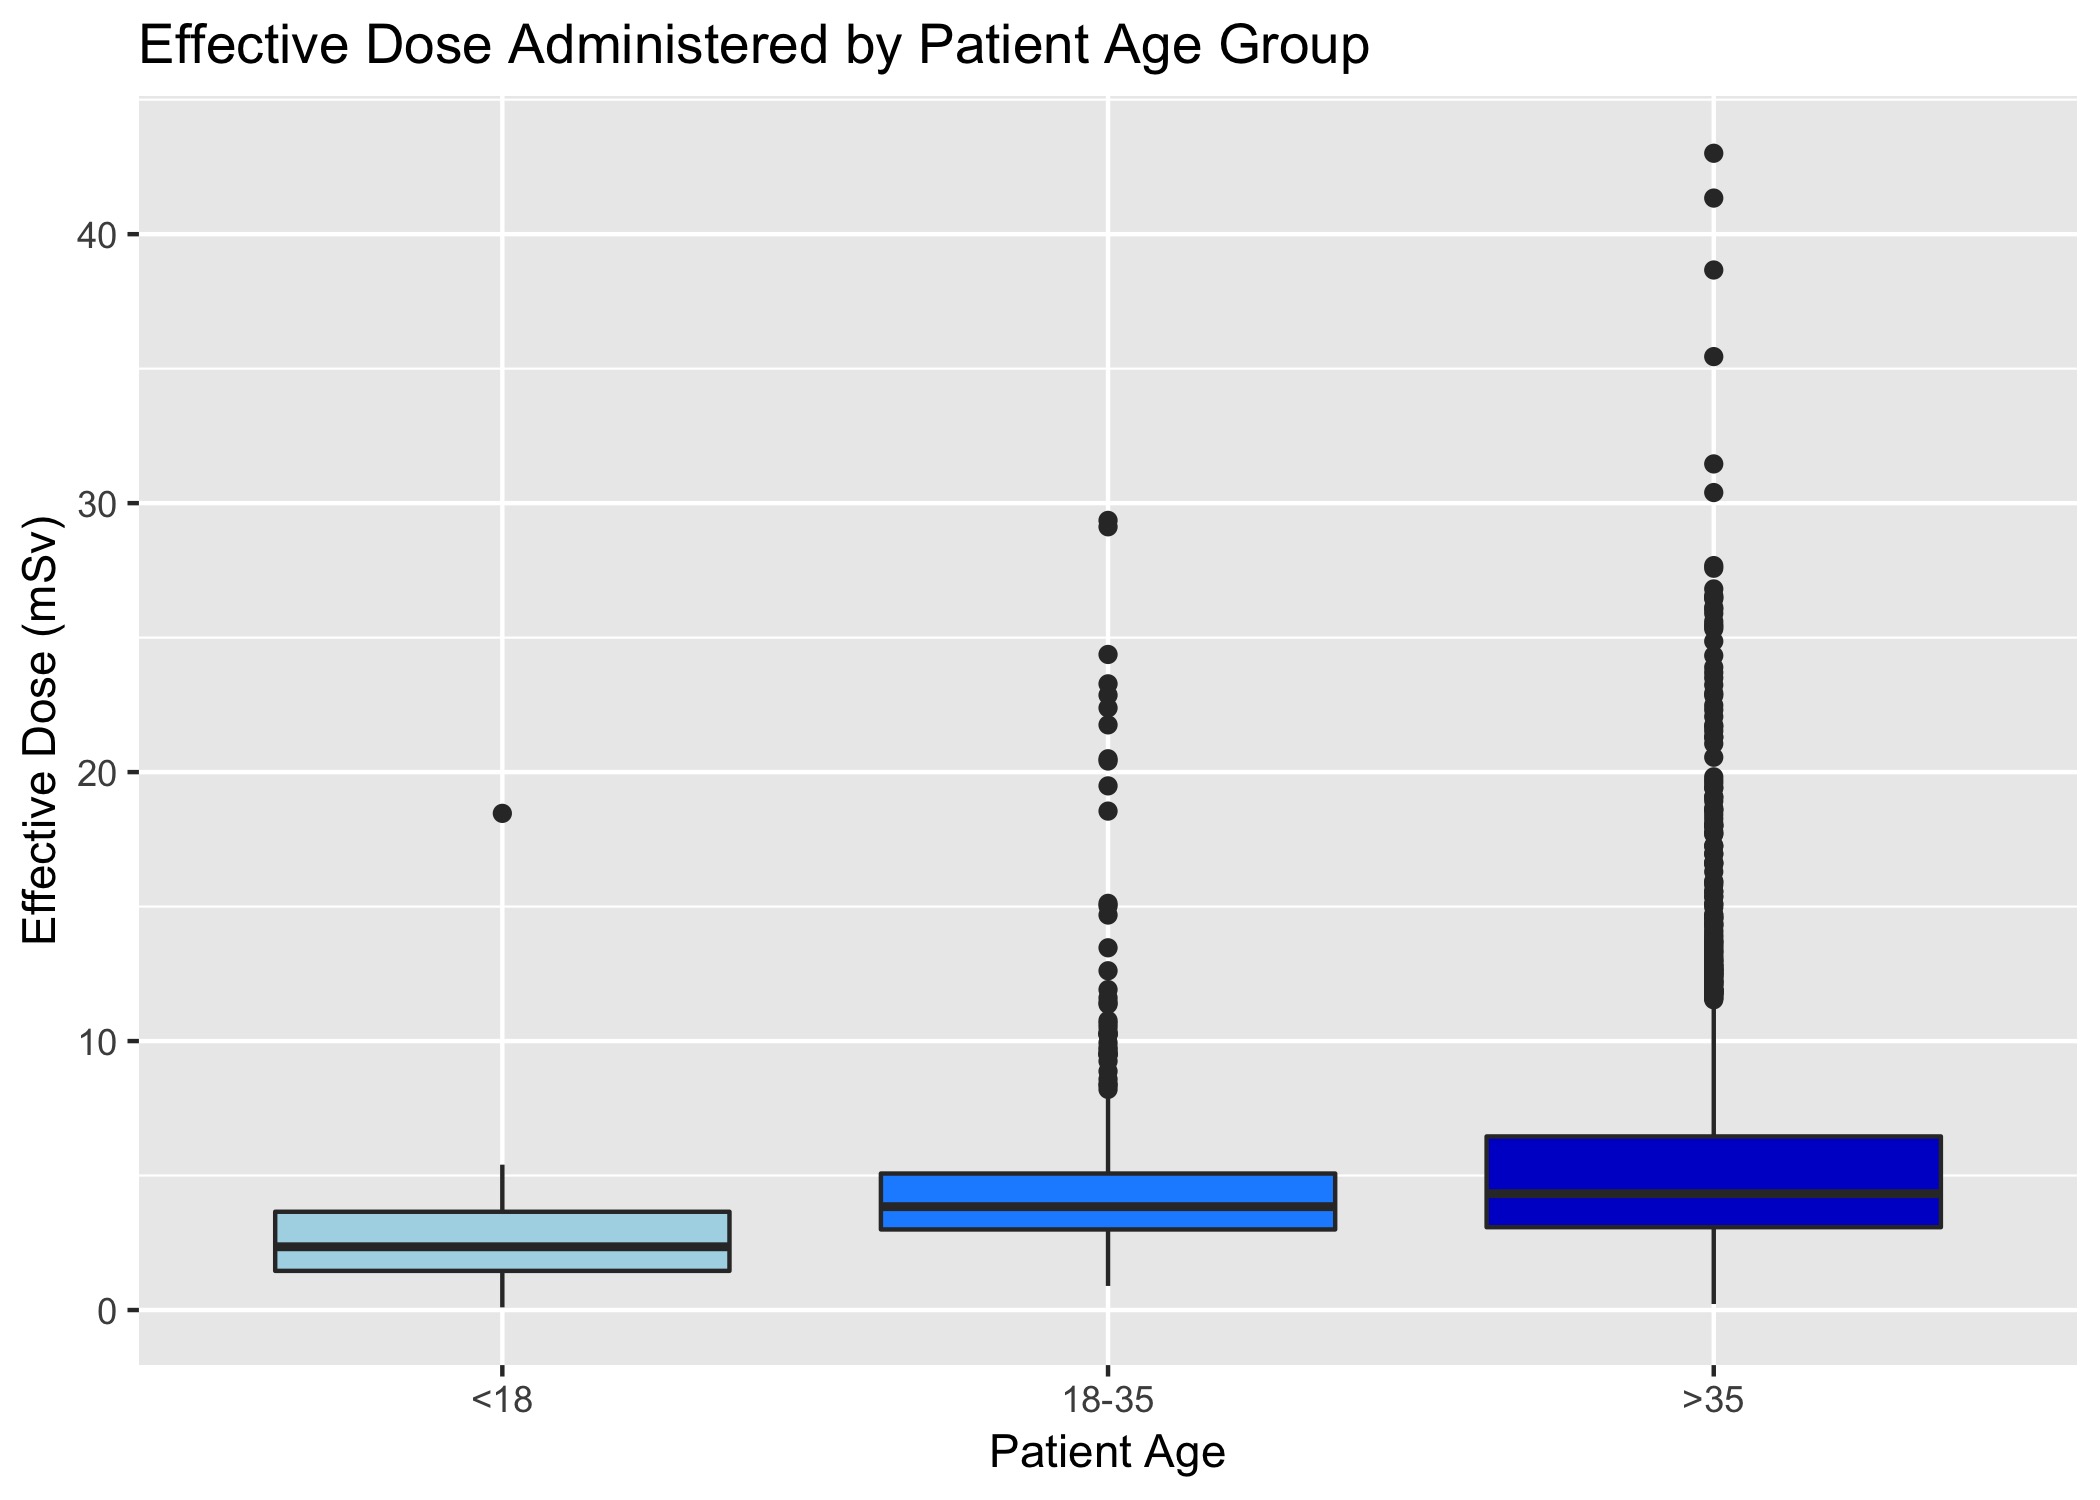 Effective Dose Administered by Patient Age Group
Effective Dose (mSv)
40
30
20
10
0
<18 18-35 >35
Patient Age